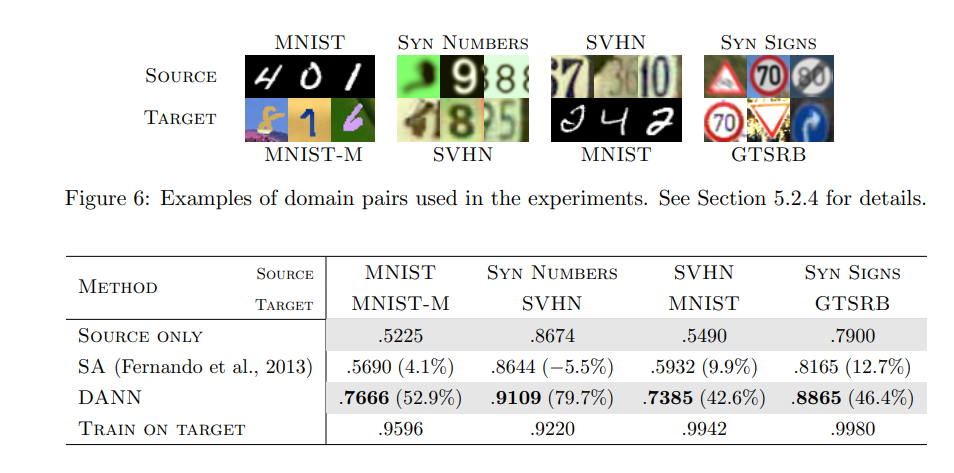 MNIST SYN NUMBERS SVHN SYN SIGNS
SOURCE
TARGET
MNIST-M SVHN MNIST GTSRB
Figure 6: Examples of domain pairs used in the experiments. See Section 5.2.4 for details.
METHOD SOURCE MNIST SYN NUMBERS SVHN SYN SIGNS
TARGET MNIST-M SVHN MNIST GTSRB
SOURCE ONLY .5225 .8674 .5490 .7900
SA (Fernando et al., 2013) .5690 (4.1%) .8644 (−5.5%) .5932 (9.9%) .8165 (12.7%)
DANN .7666 (52.9%) .9109 (79.7%) .7385 (42.6%) .8865 (46.4%)
TRAIN ON TARGET .9596 .9220 .9942 .9980